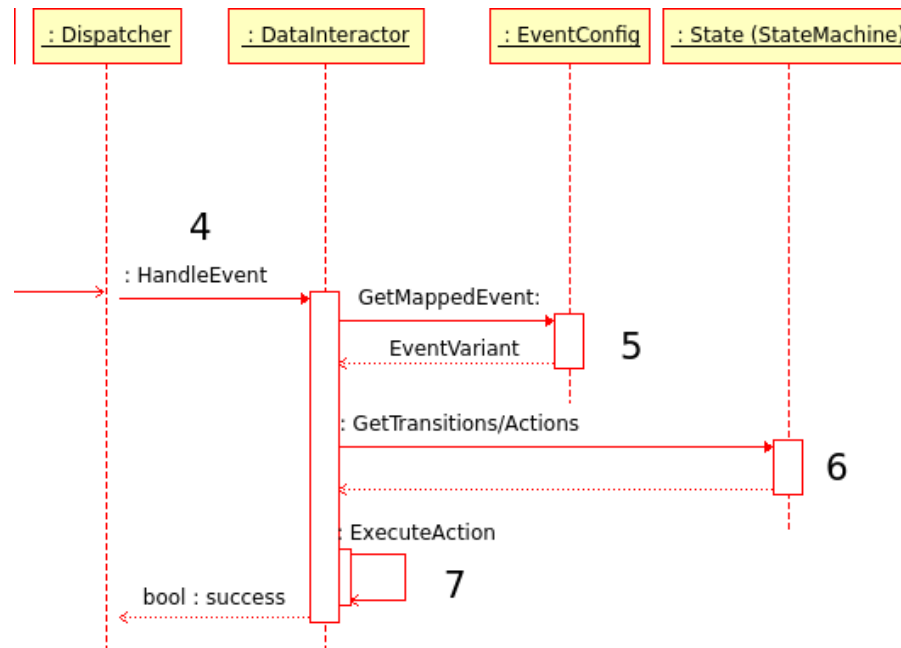 : Dispatcher
: DataInteractor
: EventConfig
: State (StateMachine)
4
: HandleEvent
GetMappedEvent:
EventVariant
5
: GetTransitions/Actions
6
: ExecuteAction
7
bool : success